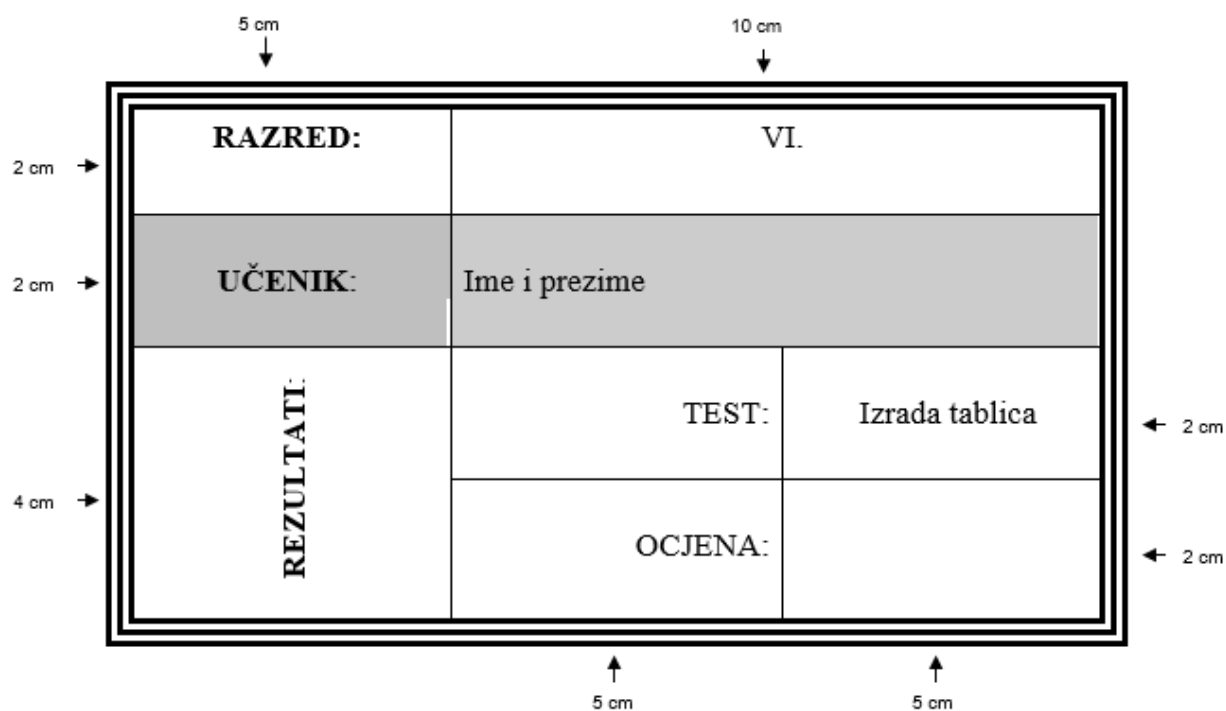 5 cm
10 cm
RAZRED:
VI.
2 cm
UČENIK:
Ime i prezime
2 cm
REZULTATI:
TEST:
Izrada tablica
2 cm
4 cm
OCJENA:
2 cm
5 cm
5 cm